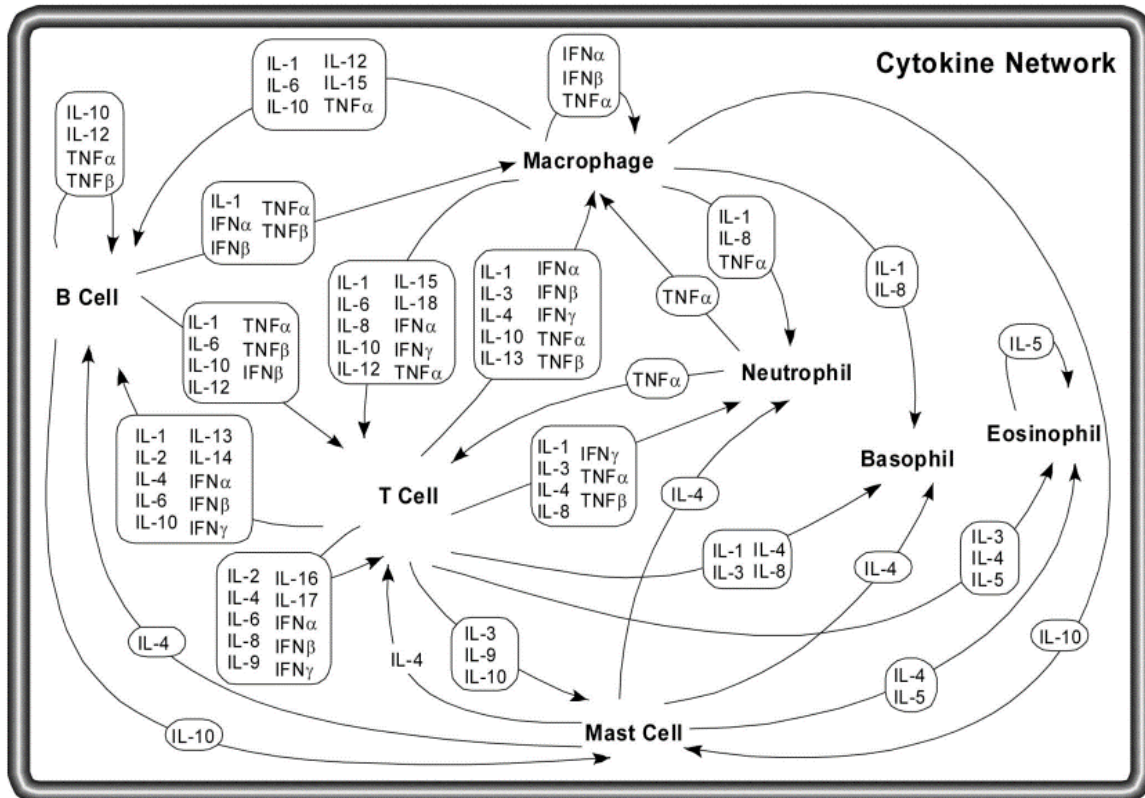 Cytokine Network
IL-1 IL-12
IL-6 IL-15
IL-10 TNFα
IFNα
IFNβ
TNFα
IL-10
IL-12
TNFα
TNFβ
Macrophage
IL-1 TNFα
IFNα TNFβ
IFNβ
IL-1
IL-8
TNFα
IL-1
IL-8
B Cell
IL-1 IL-15
IL-6 IL-18
IL-8 IFNα
IL-10 IFNγ
IL-12 TNFα
IL-1 IFNα
IL-3 IFNβ
IL-4 IFNγ
IL-10 TNFα
IL-13 TNFβ
TNFα
IL-1 TNFα
IL-6 TNFβ
IL-10 IFNβ
IL-12
IL-5
TNFα
Neutrophil
Eosinophil
IL-1 IL-13
IL-2 IL-14
IL-4 IFNα
IL-6 IFNβ
IL-10 IFNγ
IL-1 IFNγ
IL-3 TNFα
IL-4 TNFβ
IL-8
Basophil
T Cell
IL-4
IL-1 IL-4
IL-3 IL-8
IL-3
IL-4
IL-5
IL-4
IL-2 IL-16
IL-4 IL-17
IL-6 IFNα
IL-8 IFNβ
IL-9 IFNγ
IL-4
IL-4
IL-3
IL-9
IL-10
IL-10
IL-4
IL-5
IL-10
Mast Cell